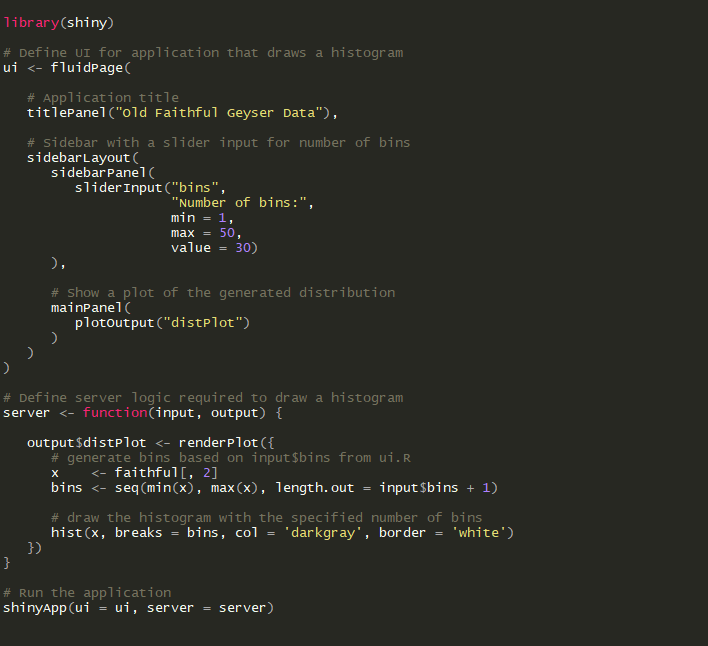 library(shiny)
# Define UI for application that draws a histogram
ui <- fluidPage(
   # Application title
   titlePanel("Old Faithful Geyser Data"),
   # Sidebar with a slider input for number of bins
   sidebarLayout(
      sidebarPanel(
         sliderInput("bins",
                     "Number of bins:",
                     min = 1,
                     max = 50,
                     value = 30)
      ),
      # Show a plot of the generated distribution
      mainPanel(
         plotOutput("distPlot")
      )
   )
)
# Define server logic required to draw a histogram
server <- function(input, output) {
   output$distPlot <- renderPlot({
      # generate bins based on input$bins from ui.R
      x    <- faithful[, 2]
      bins <- seq(min(x), max(x), length.out = input$bins + 1)
      # draw the histogram with the specified number of bins
      hist(x, breaks = bins, col = 'darkgray', border = 'white')
   })
}
# Run the application
shinyApp(ui = ui, server = server)